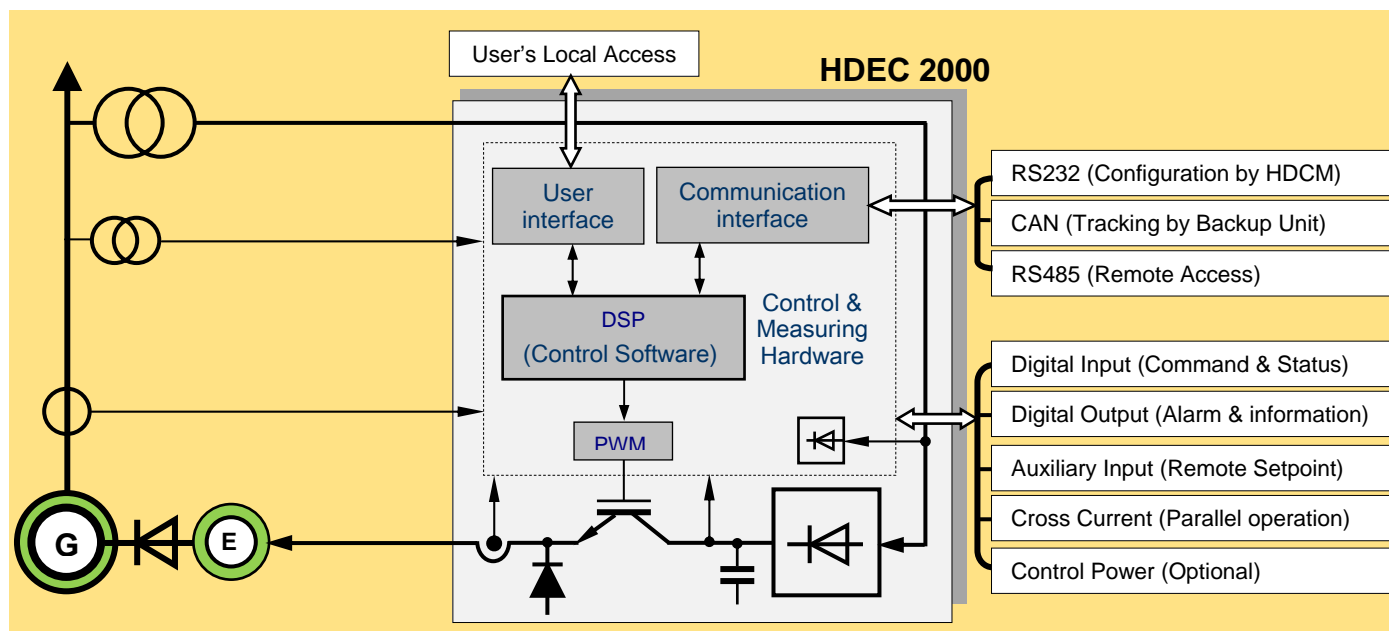 User’s Local Access
HDEC 2000
User
interface
Communication
interface
RS232 (Configuration by HDCM)
CAN (Tracking by Backup Unit)
RS485 (Remote Access)
DSP
(Control Software)
Control &
Measuring
Hardware
PWM
Digital Input (Command & Status)
Digital Output (Alarm & information)
Auxiliary Input (Remote Setpoint)
Cross Current (Parallel operation)
Control Power (Optional)
G
E